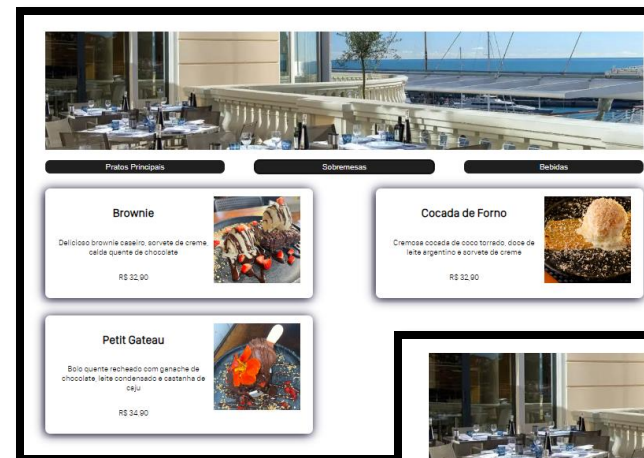 Pratos Principais
Sobremesas
Bebidas
Brownie
Delicioso brownie caseiro, sorvete de creme,
calda quente de chocolate
R$ 32,90
Cocada de Forno
Cremosa cocada de coco torrado, doce de
leite argentino e sorvete de creme
R$ 32,90
Petit Gateau
Bolo quente recheado com ganache de
chocolate, leite condensado e castanha de
caju
R$ 34,90